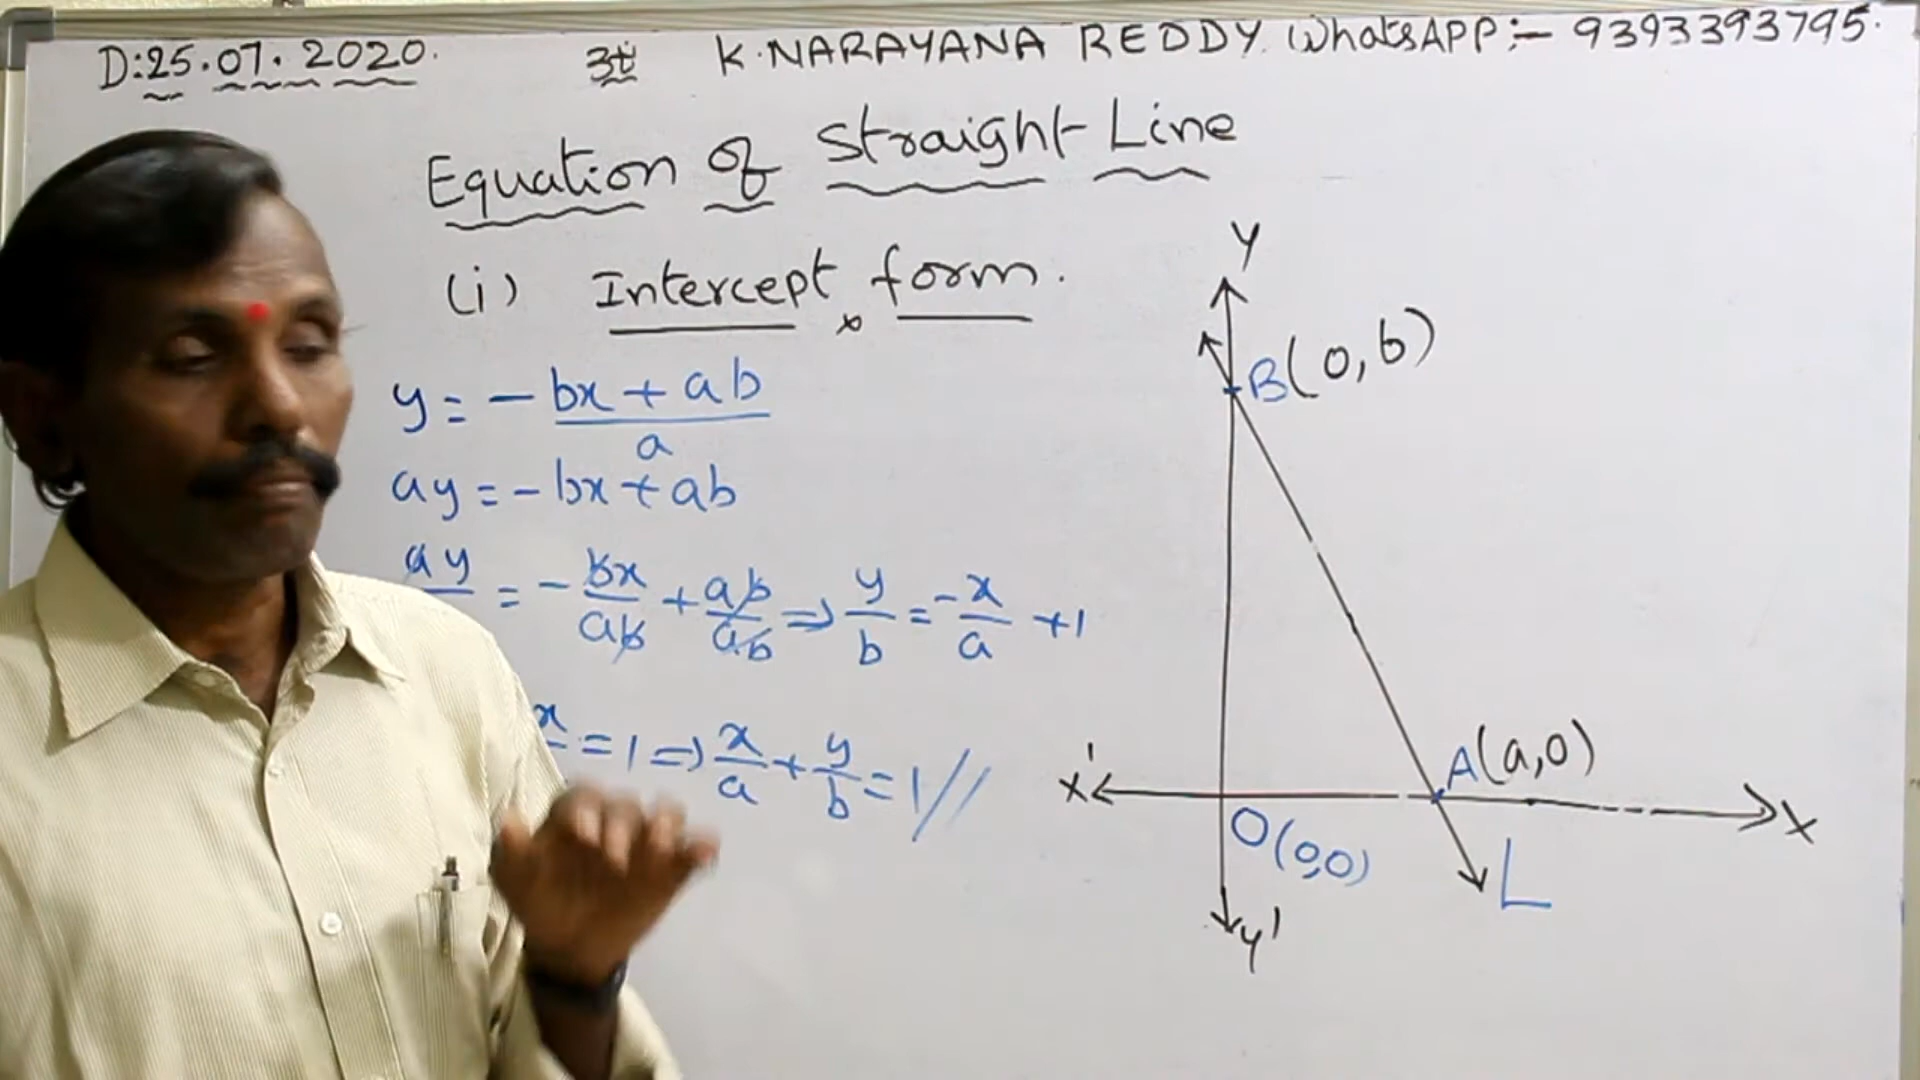 D:25.07.2020. K.NARAYANA REDDY. WhatsAPP:- 9393393795.
Equation of Straight Line
(i) Intercept form.
y = - bx + ab
a
ay = - bx + ab
ay = - bx + ab => y = -x + 1
ab ab b a
x = 1 => x + y = 1 //
a b
Y
B(0, b)
A(a,0)
X'
X
O(0,0)
L
y'